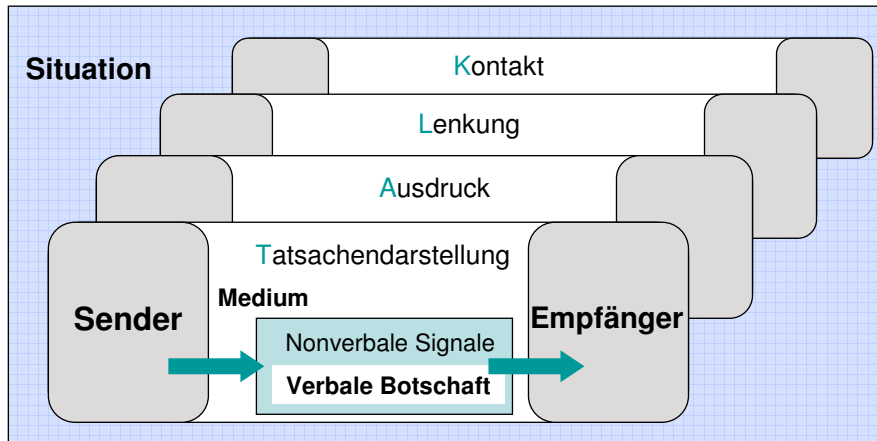 Situation
Kontakt
Lenkung
Ausdruck
Tatsachendarstellung
Medium
Sender
Empfänger
Nonverbale Signale
Verbale Botschaft